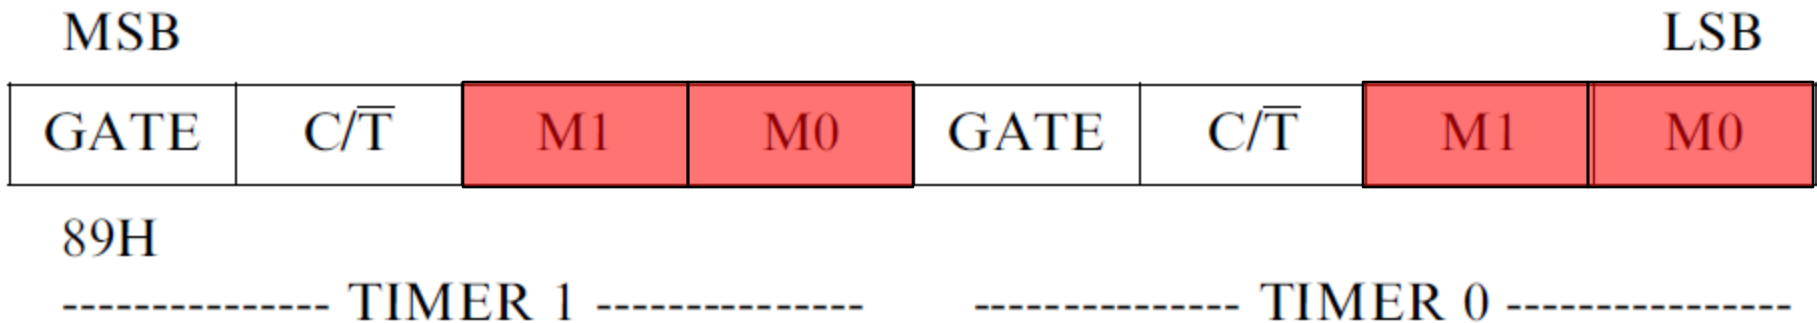 MSB LSB
GATE C/T̅ M1 M0 GATE C/T̅ M1 M0
89H
--------------- TIMER 1 --------------- --------------- TIMER 0 ----------------